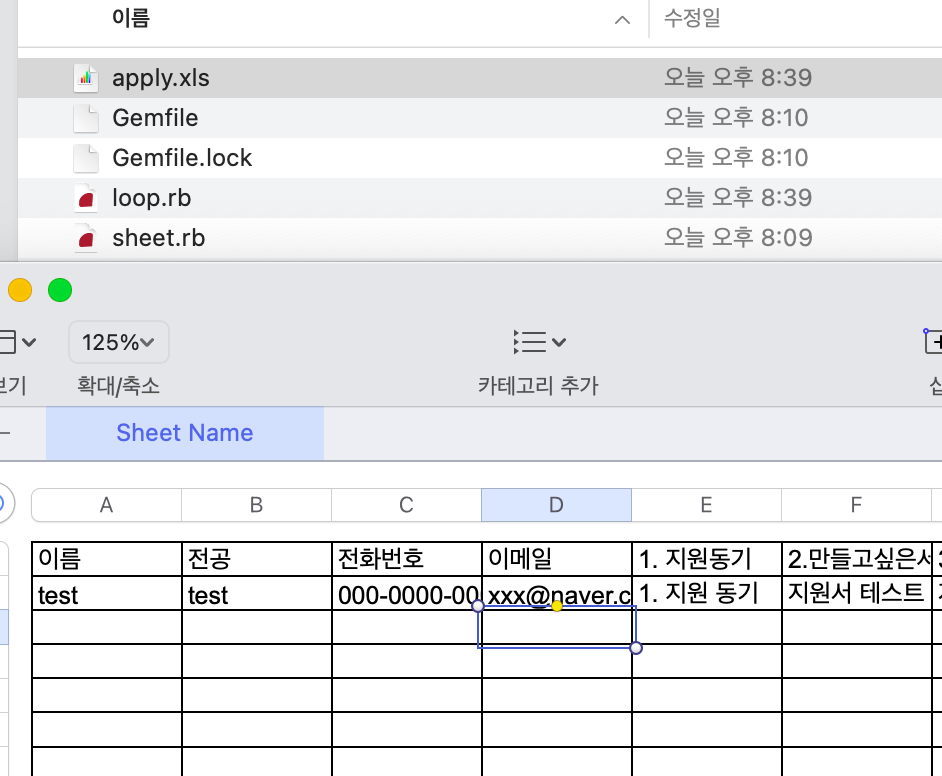 이름 수정일
apply.xls 오늘 오후 8:39
Gemfile 오늘 오후 8:10
Gemfile.lock 오늘 오후 8:10
loop.rb 오늘 오후 8:39
sheet.rb 오늘 오후 8:09
125%
보기 확대/축소 카테고리 추가
Sheet Name
A B C D E F
이름 전공 전화번호 이메일 1. 지원동기 2.만들고싶은
test test 000-0000-00 xxx@naver.c 1. 지원 동기 지원서 테스트